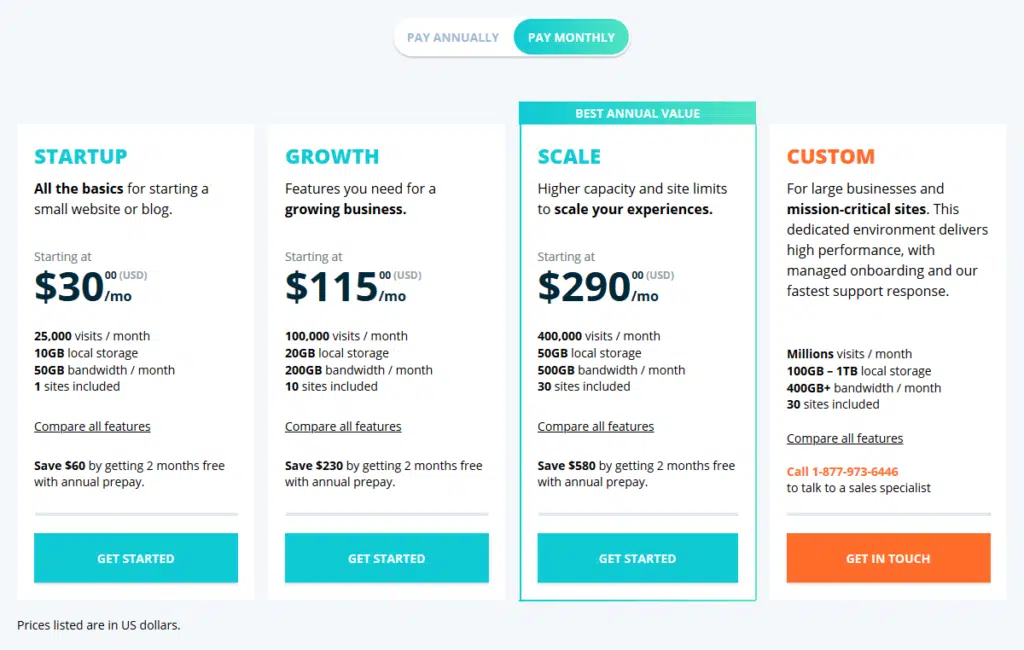 PAY ANNUALLY PAY MONTHLY
STARTUP
All the basics for starting a
small website or blog.
Starting at
$30 00 (USD)
/mo
25,000 visits / month
10GB local storage
50GB bandwidth / month
1 sites included
Compare all features
Save $60 by getting 2 months free
with annual prepay.
GET STARTED
GROWTH
Features you need for a
growing business.
Starting at
$115 00 (USD)
/mo
100,000 visits / month
20GB local storage
200GB bandwidth / month
10 sites included
Compare all features
Save $230 by getting 2 months free
with annual prepay.
GET STARTED
BEST ANNUAL VALUE
SCALE
Higher capacity and site limits
to scale your experiences.
Starting at
$290 00 (USD)
/mo
400,000 visits / month
50GB local storage
500GB bandwidth / month
30 sites included
Compare all features
Save $580 by getting 2 months free
with annual prepay.
GET STARTED
CUSTOM
For large businesses and
mission-critical sites. This
dedicated environment delivers
high performance, with
managed onboarding and our
fastest support response.
Millions visits / month
100GB – 1TB local storage
400GB+ bandwidth / month
30 sites included
Compare all features
Call 1-877-973-6446
to talk to a sales specialist
GET IN TOUCH
Prices listed are in US dollars.